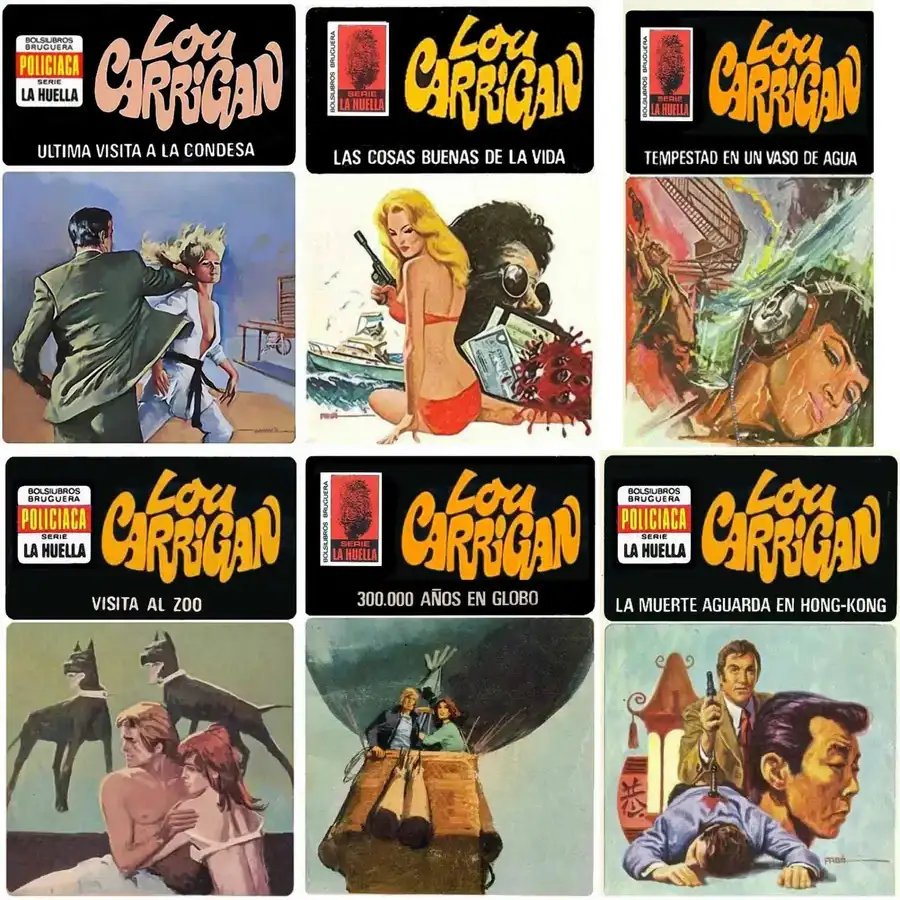 BOLSILIBROS
BRUGUERA
POLICIACA
SERIE
LA HUELLA
LOU
CARRIGAN
ULTIMA VISITA A LA CONDESA
BOLSILIBROS BRUGUERA
SERIE
LA HUELLA
LOU
CARRIGAN
LAS COSAS BUENAS DE LA VIDA
BOLSILIBROS BRUGUERA
SERIE
LA HUELLA
LOU
CARRIGAN
TEMPESTAD EN UN VASO DE AGUA
BOLSILIBROS
BRUGUERA
POLICIACA
SERIE
LA HUELLA
LOU
CARRIGAN
VISITA AL ZOO
BOLSILIBROS BRUGUERA
SERIE
LA HUELLA
LOU
CARRIGAN
300.000 AÑOS EN GLOBO
BOLSILIBROS
BRUGUERA
POLICIACA
SERIE
LA HUELLA
LOU
CARRIGAN
LA MUERTE AGUARDA EN HONG-KONG